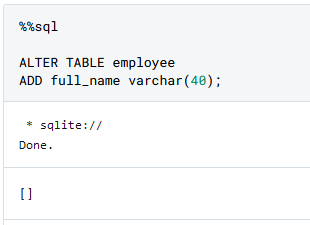 %%sql
ALTER TABLE employee
ADD full_name varchar(40);
* sqlite://
Done.
[]